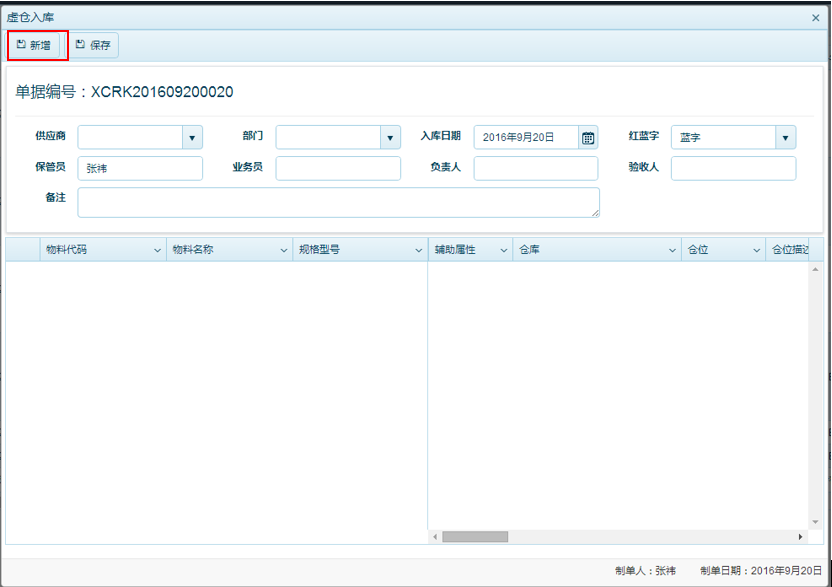 虚仓入库
新增 保存
单据编号：XCRK201609200020
供应商 部门 入库日期 2016年9月20日 红蓝字 蓝字
保管员 张祎 业务员 负责人 验收人
备注
物料代码 物料名称 规格型号 辅助属性 仓库 仓位 仓位描述
制单人：张祎 制单日期：2016年9月20日